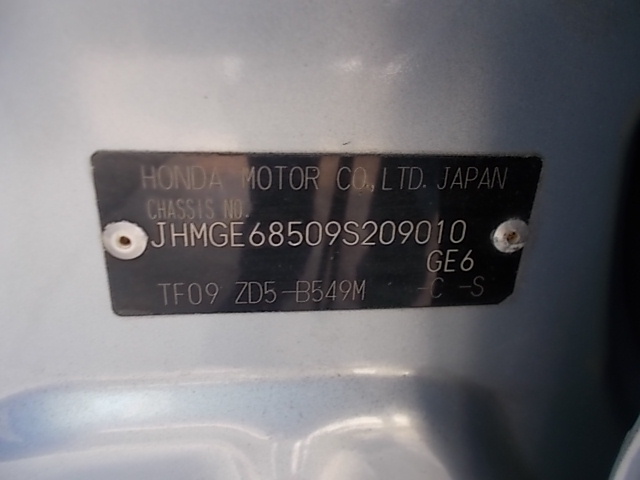 HONDA MOTOR CO.,LTD. JAPAN
CHASSIS NO.
JHMGE68509S209010
GE6
TF09 ZD5-B549M -C -S